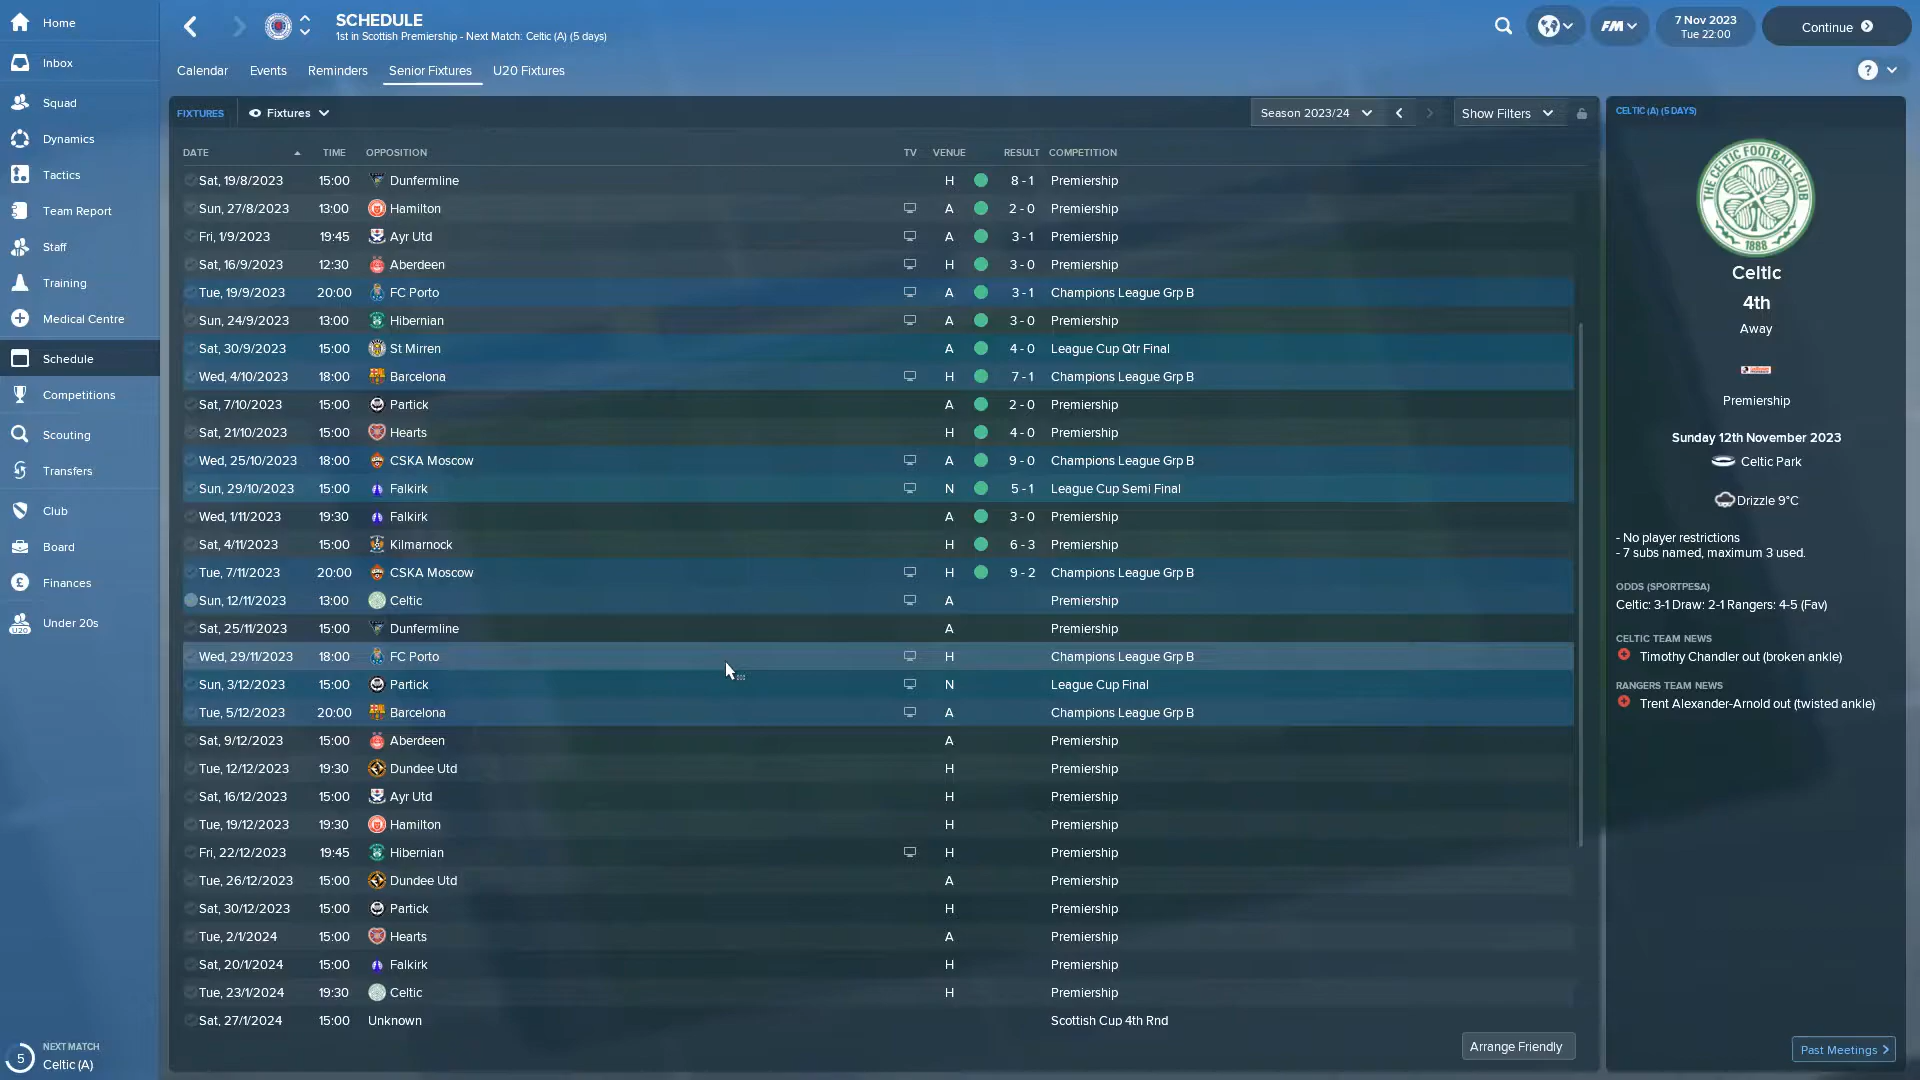 Home
Inbox
Squad
Dynamics
Tactics
Team Report
Staff
Training
Medical Centre
Schedule
Competitions
Scouting
Transfers
Club
Board
Finances
U20
Under 20s
5
NEXT MATCH
Celtic (A)
SCHEDULE
1st in Scottish Premiership - Next Match: Celtic (A) (5 days)
FM
7 Nov 2023
Tue 22:00
Continue
Calendar Events Reminders Senior Fixtures U20 Fixtures
?
FIXTURES Fixtures Season 2023/24 Show Filters
DATE TIME OPPOSITION TV VENUE RESULT COMPETITION
Sat, 19/8/2023 15:00 Dunfermline H 8 - 1 Premiership
Sun, 27/8/2023 13:00 Hamilton A 2 - 0 Premiership
Fri, 1/9/2023 19:45 Ayr Utd A 3 - 1 Premiership
Sat, 16/9/2023 12:30 Aberdeen H 3 - 0 Premiership
Tue, 19/9/2023 20:00 FC Porto A 3 - 1 Champions League Grp B
Sun, 24/9/2023 13:00 Hibernian A 3 - 0 Premiership
Sat, 30/9/2023 15:00 St Mirren A 4 - 0 League Cup Qtr Final
Wed, 4/10/2023 18:00 Barcelona H 7 - 1 Champions League Grp B
Sat, 7/10/2023 15:00 Partick A 2 - 0 Premiership
Sat, 21/10/2023 15:00 Hearts H 4 - 0 Premiership
Wed, 25/10/2023 18:00 CSKA Moscow A 9 - 0 Champions League Grp B
Sun, 29/10/2023 15:00 Falkirk N 5 - 1 League Cup Semi Final
Wed, 1/11/2023 19:30 Falkirk A 3 - 0 Premiership
Sat, 4/11/2023 15:00 Kilmarnock H 6 - 3 Premiership
Tue, 7/11/2023 20:00 CSKA Moscow H 9 - 2 Champions League Grp B
Sun, 12/11/2023 13:00 Celtic A Premiership
Sat, 25/11/2023 15:00 Dunfermline A Premiership
Wed, 29/11/2023 18:00 FC Porto H Champions League Grp B
Sun, 3/12/2023 15:00 Partick N League Cup Final
Tue, 5/12/2023 20:00 Barcelona A Champions League Grp B
Sat, 9/12/2023 15:00 Aberdeen A Premiership
Tue, 12/12/2023 19:30 Dundee Utd H Premiership
Sat, 16/12/2023 15:00 Ayr Utd H Premiership
Tue, 19/12/2023 19:30 Hamilton H Premiership
Fri, 22/12/2023 19:45 Hibernian H Premiership
Tue, 26/12/2023 15:00 Dundee Utd A Premiership
Sat, 30/12/2023 15:00 Partick H Premiership
Tue, 2/1/2024 15:00 Hearts A Premiership
Sat, 20/1/2024 15:00 Falkirk H Premiership
Tue, 23/1/2024 19:30 Celtic H Premiership
Sat, 27/1/2024 15:00 Unknown Scottish Cup 4th Rnd
Arrange Friendly
CELTIC (A) (5 DAYS)
THE CELTIC FOOTBALL CLUB
1888
Celtic
4th
Away
Premiership
Sunday 12th November 2023
Celtic Park
Drizzle 9°C
- No player restrictions
- 7 subs named, maximum 3 used.
ODDS (SPORTPESA)
Celtic: 3-1 Draw: 2-1 Rangers: 4-5 (Fav)
CELTIC TEAM NEWS
Timothy Chandler out (broken ankle)
RANGERS TEAM NEWS
Trent Alexander-Arnold out (twisted ankle)
Past Meetings